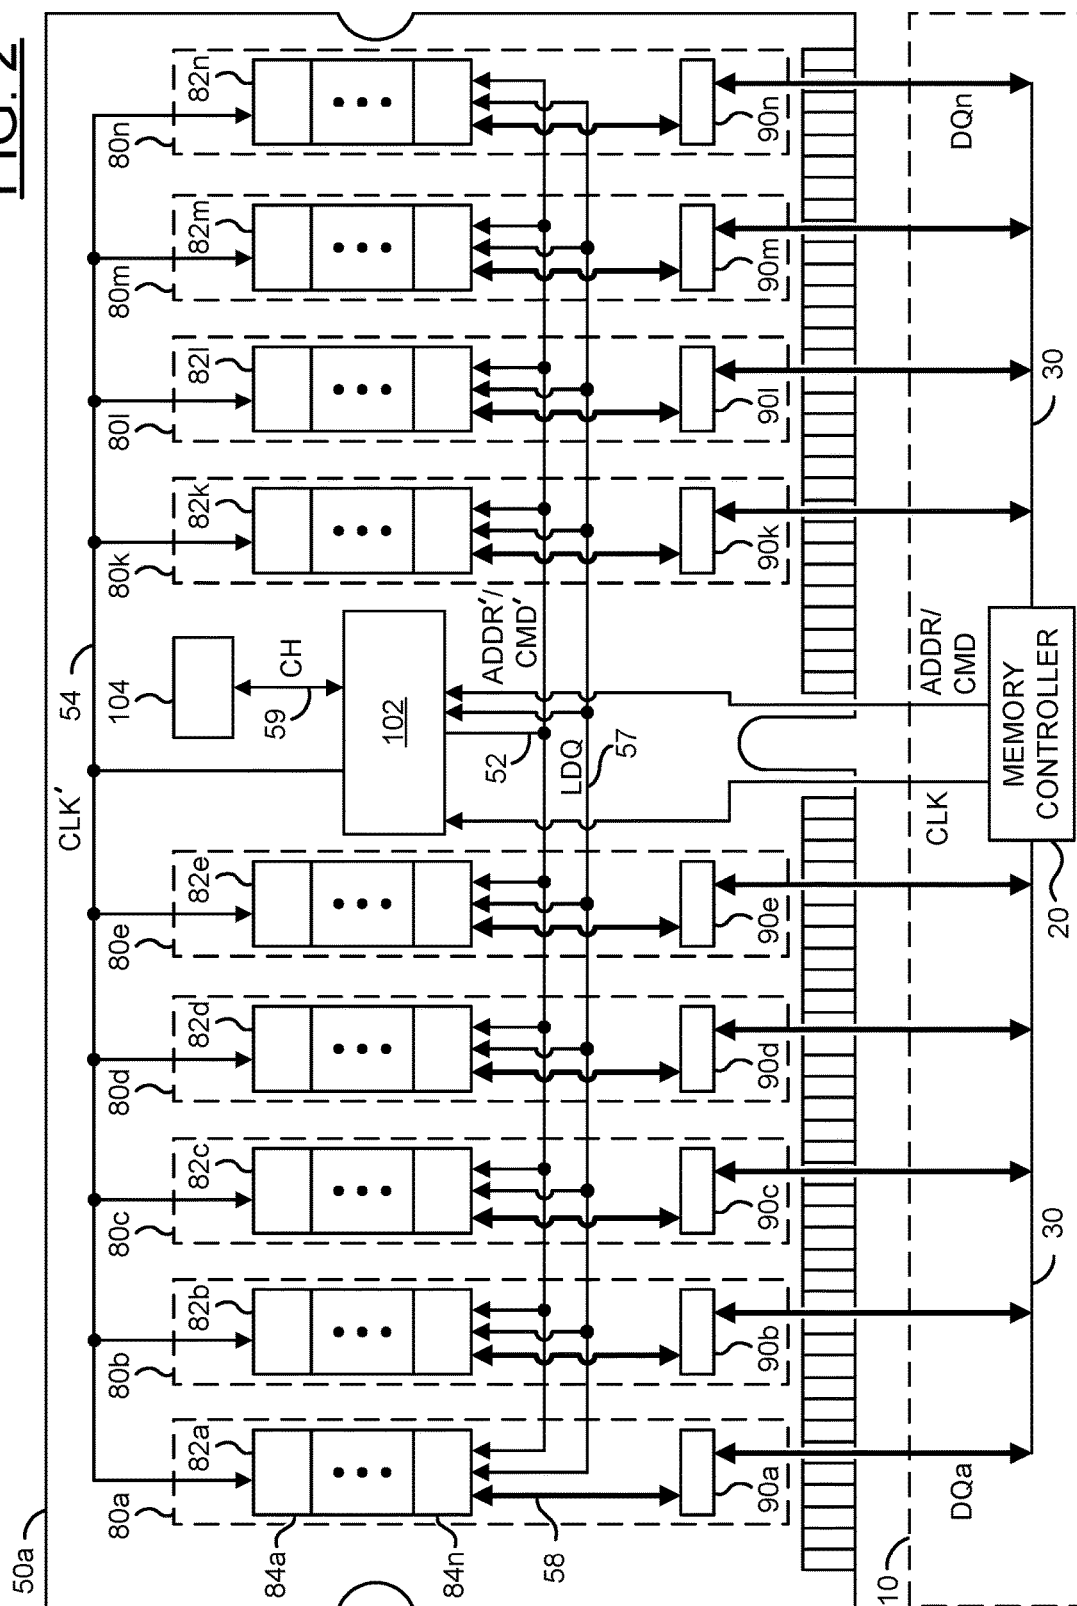 FIG. 2
50a
54
CLK′
80a
82a
80b
82b
80c
82c
80d
82d
80e
82e
104
CH
59
102
80k
82k
80l
82l
80m
82m
80n
82n
84a
84n
58
52
ADDR′/
CMD′
LDQ
57
90a
90b
90c
90d
90e
90k
90l
90m
90n
10
DQa
CLK
ADDR/
CMD
DQn
30
20
MEMORY
CONTROLLER
30